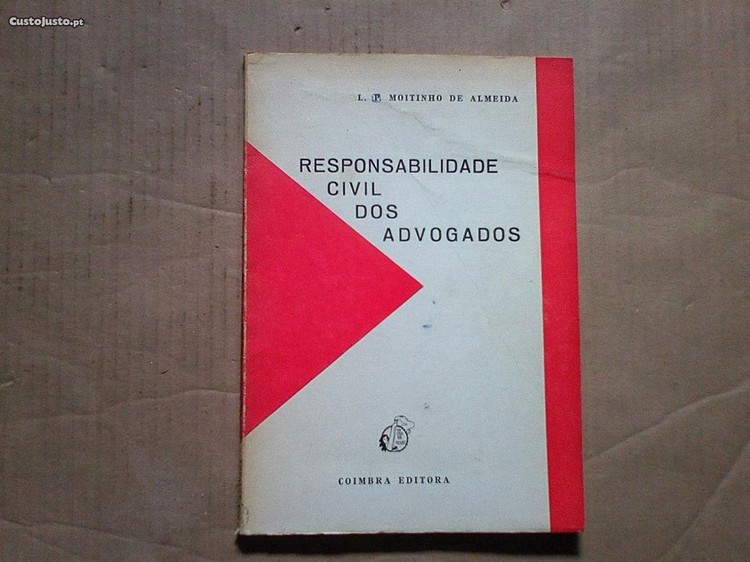 CustoJusto.pt
L. P. MOITINHO DE ALMEIDA
RESPONSABILIDADE
CIVIL
DOS
ADVOGADOS
COIMBRA EDITORA